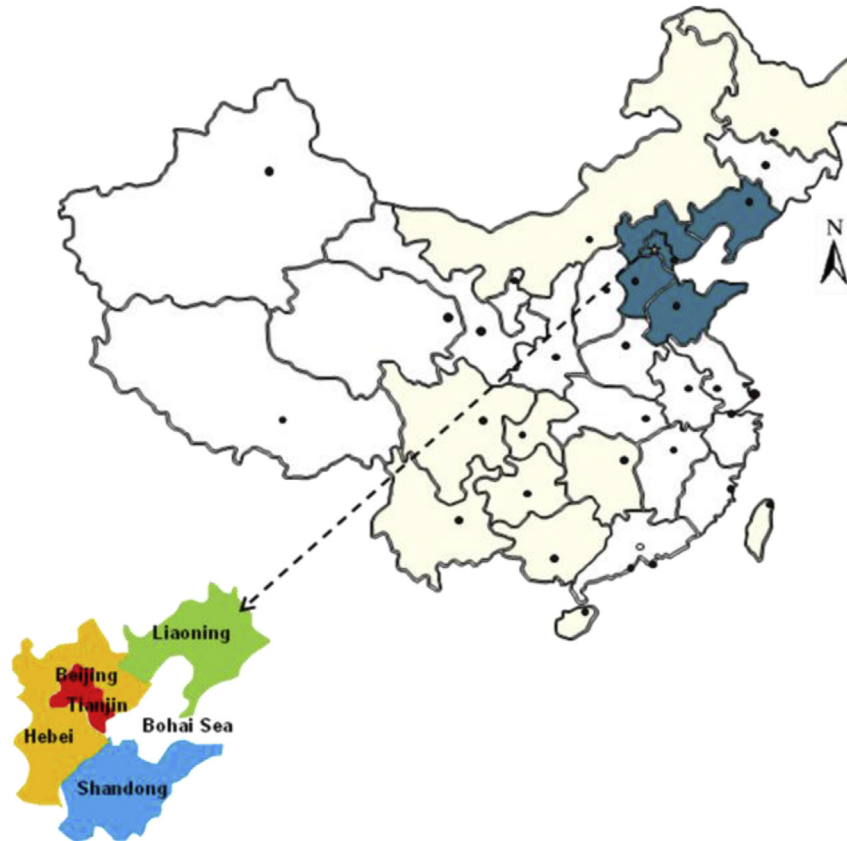 N
Liaoning
Beijing
Tianjin
Bohai Sea
Hebei
Shandong